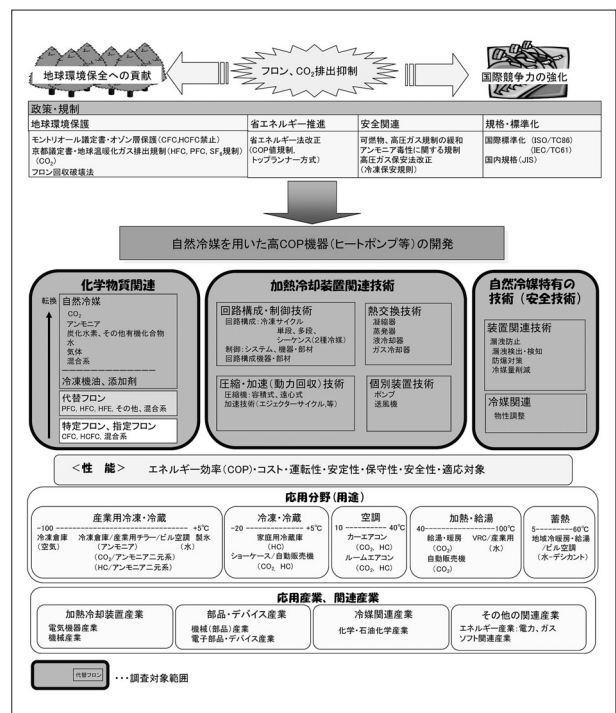 地球環境保全への貢献
フロン、CO₂排出抑制
国際競争力の強化
政策・規制
地球環境保護
モントリオール議定書・オゾン層保護(CFC,HCFC禁止)
京都議定書・地球温暖化ガス排出規制(HFC, PFC, SF₆規制)
(CO₂)
フロン回収破壊法
省エネルギー推進
省エネルギー法改正
(COP値規制,
トップランナー方式)
安全関連
可燃物、高圧ガス規制の緩和
アンモニア毒性に関する規制
高圧ガス保安法改正
(冷凍保安規則)
規格・標準化
国際標準化 (ISO/TC86)
(IEC/TC61)
国内規格(JIS)
自然冷媒を用いた高COP機器(ヒートポンプ等)の開発
化学物質関連
転換
自然冷媒
CO₂
アンモニア
炭化水素、その他有機化合物
水
気体
混合系
冷凍機油、添加剤
代替フロン
PFC, HFC, HFE, その他、混合系
特定フロン、指定フロン
CFC, HCFC, 混合系
加熱冷却装置関連技術
回路構成・制御技術
回路構成:冷凍サイクル
単段、多段、
シーケンス(2種冷媒)
制御:システム、機器・部材
回路構成機器・部材
熱交換技術
凝縮器
蒸発器
液冷却器
ガス冷却器
圧縮・加速(動力回収)技術
圧縮機:容積式、遠心式
加速技術(エジェクターサイクル,等)
個別装置技術
ポンプ
送風機
自然冷媒特有の
技術(安全技術)
装置関連技術
漏洩防止
漏洩検出・検知
防爆対策
冷媒量削減
冷媒関連
物性調整
<性 能> エネルギー効率(COP)・コスト・運転性・安定性・保守性・安全性・適応対象
応用分野(用途)
産業用冷凍・冷蔵
-100 +5℃
冷凍倉庫 冷凍倉庫/産業用チラー/ビル空調 製氷
(空気) (アンモニア) (水)
(CO₂/アンモニア二元系)
(HC/アンモニア二元系)
冷凍・冷蔵
-20 +5℃
家庭用冷蔵庫
(HC)
ショーケース/自動販売機
(CO₂, HC)
空調
10 40℃
カーエアコン
(CO₂, HC)
ルームエアコン
(CO₂, HC)
加熱・給湯
40 100℃
給湯・暖房 VRC/産業用
(CO₂) (水)
自動販売機
(CO₂)
蓄熱
5 60℃
地域冷暖房・給湯
/ビル空調
(水-デシカント)
応用産業、関連産業
加熱冷却装置産業
電気機器産業
機械産業
部品・デバイス産業
機械(部品)産業
電子部品・デバイス産業
冷媒関連産業
化学・石油化学産業
その他の関連産業
エネルギー産業:電力、ガス
ソフト関連産業
代替フロン
・・・調査対象範囲